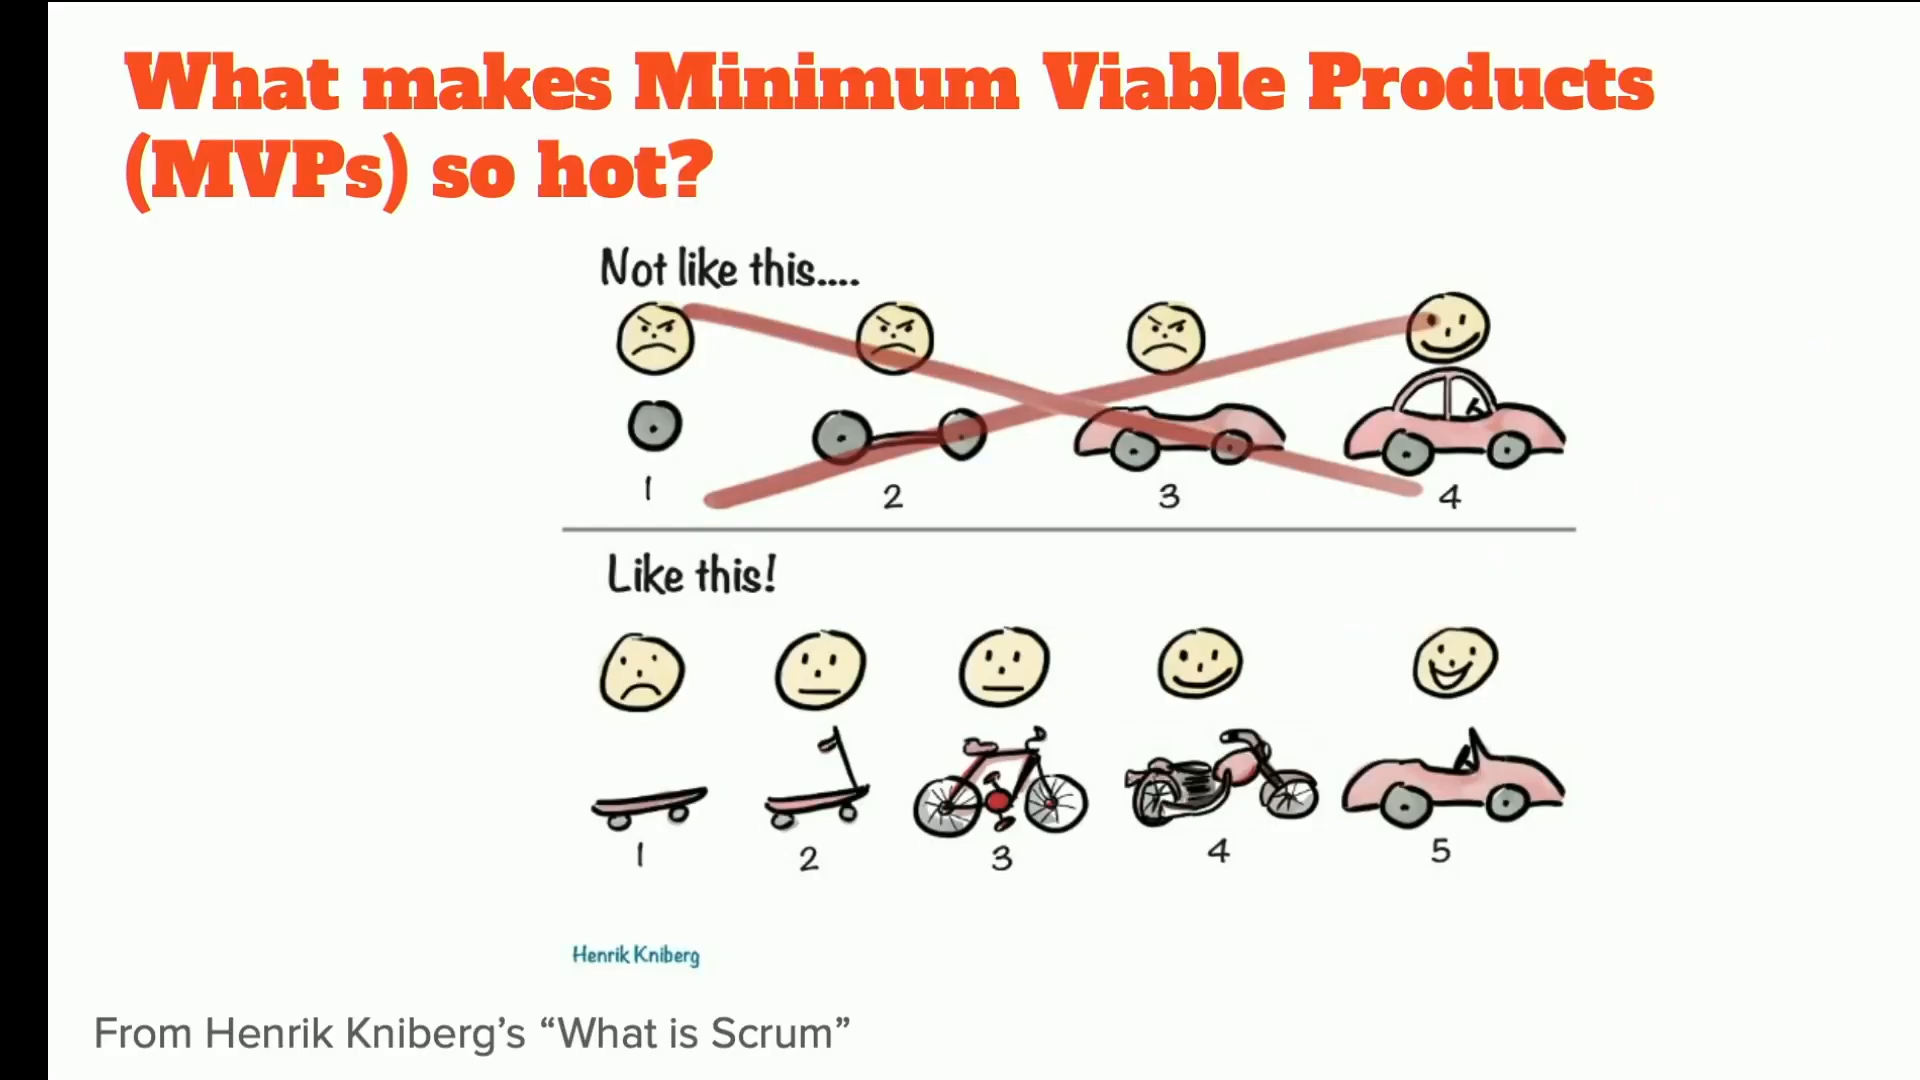 What makes Minimum Viable Products
(MVPs) so hot?
Not like this....
1 2 3 4
Like this!
1 2 3 4 5
Henrik Kniberg
From Henrik Kniberg’s “What is Scrum”